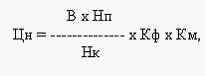 В х Нп
Цн = -------------- х Кф х Км,
Нк